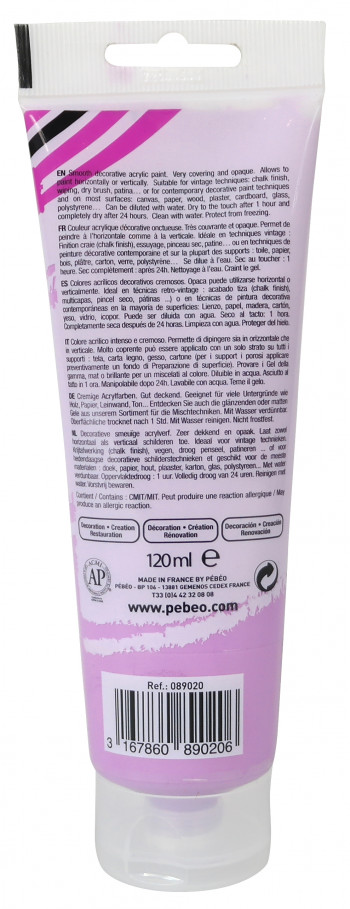 EN Smooth decorative acrylic paint. Very covering and opaque. Allows to
paint horizontally or vertically. Suitable for vintage techniques: chalk finish,
wiping, dry brush, patina... or for contemporary decorative paint techniques
and on most surfaces: canvas, paper, wood, plaster, cardboard, glass,
polystyrene... Can be diluted with water. Dry to the touch after 1 hour and
completely dry after 24 hours. Clean with water. Protect from freezing.
FR Couleur acrylique décorative onctueuse. Très couvrante et opaque. Permet de
peindre à l'horizontale comme à la verticale. Idéale en techniques vintage :
Finition craie (chalk finish), essuyage, pinceau sec, patine... ou en techniques de
peinture décorative contemporaine et sur la plupart des supports : toile, papier,
bois, plâtre, carton, verre, polystyrène... Se dilue à l'eau. Sec au toucher : 1
heure. Sec complètement : après 24h. Nettoyage à l'eau. Craint le gel.
ES Colores acrílicos decorativos cremosos. Opaca puede utilizarse horizontal o
verticalmente. Ideal en técnicas retro-vintage : acabado tiza (chalk finish),
multicapas, pincel seco, pátinas ...) o en técnicas de pintura decorativa
contemporáneas en la mayoría de superficies: Lienzo, papel, madera, cartón,
yeso, vidrio, icopor. Puede ser diluida con agua. Seco al tacto: 1 hora.
Completamente seca después de 24 horas. Limpieza con agua. Proteger del hielo.
IT Colore acrilico intenso e cremoso. Permette di dipingere sia in orizzontale che
in verticale. Molto coprente può essere applicato con un solo strato su tutti i
support : tela, carta legno, gesso, cartone (per i support i porosi applicare
preventivamente un fondo di Preparazione di superficie). Provare i Gel della
gamma, mat o brillante per un miscelati al colore. Diluible in acqua. Asciutto al
tatto in 1 ora. Manipolabile dopo 24H. Lavabile con acqua. Teme il gelo.
DE Cremige Acrylfarben. Gut deckend. Geeignet für viele Untergründe wie
Holz, Papier, Leinwand, Ton... Entdecken Sie auch die glänzenden oder matten
Gele aus unserem Sortiment für die Mischtechniken. Mit Wasser verdünnbar.
Oberflächliche trocknet nach 1 Std. Mit Wasser reinigen. Nicht frostfest.
NL Decoratieve smeuïge acrylverf. Zeer dekkend en opaak. Laat zowel
horizontaal als verticaal schilderen toe. Ideaal voor vintage technieken:
Krijtafwerking (chalk finish), vegen, droog penseel, patineren ... of voor
hedendaagse decoratieve schilderstechnieken et geschikt voor de meeste
materialen : doek, papier, hout, plaaster, karton, glas, polystyreen... Met water
verdunbaar. Oppervlaktedroog : 1 uur. Volledig droog van 24 uren. Reinigen met
water. Vorstvrij bewaren.
Contient / Contains : CMIT/MIT. Peut produire une reaction allergique / May
produce an allergic reaction.
Decoration • Creation
Restauration
Décoration • Création
Rénovation
Decoración • Creación
Renovación
120ml e
ACMI
AP
MADE IN FRANCE BY PÉBÉO
PÉBÉO - BP 106 - 13881 GEMENOS CEDEX FRANCE
T33 (0)4 42 32 08 08
www.pebeo.com
Ref.: 089020
3 167860 890206